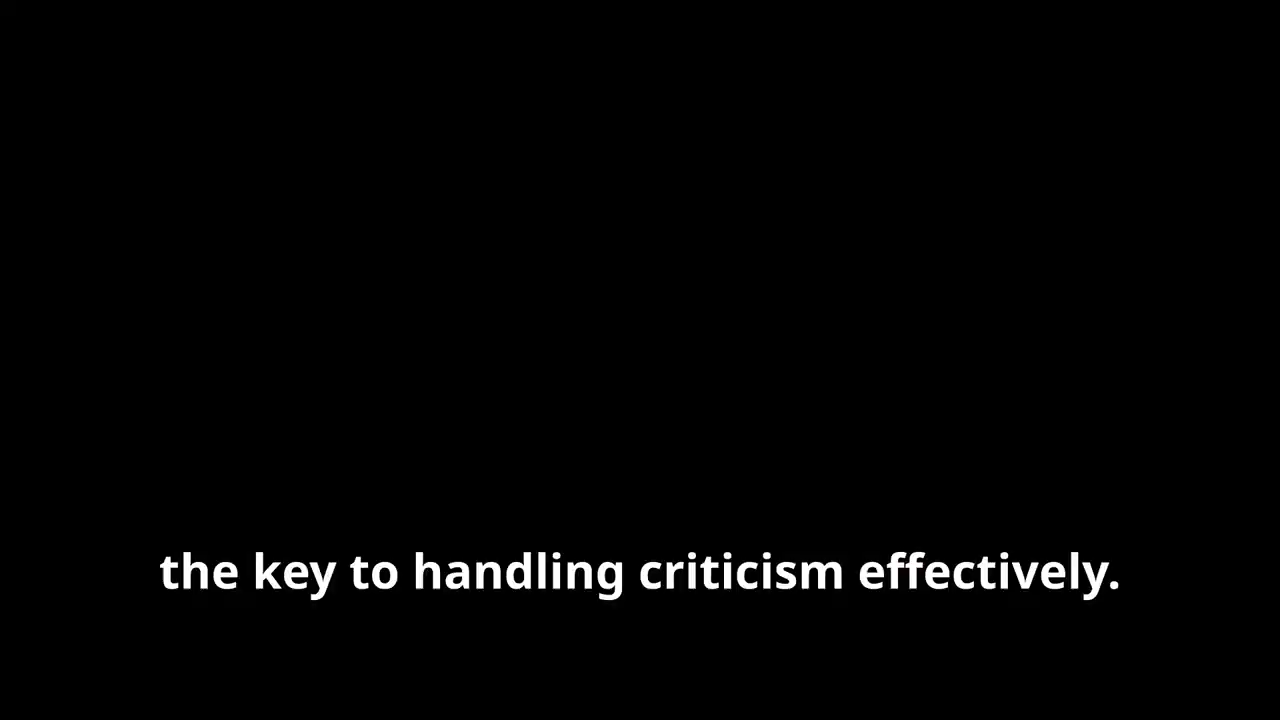 the key to handling criticism effectively.